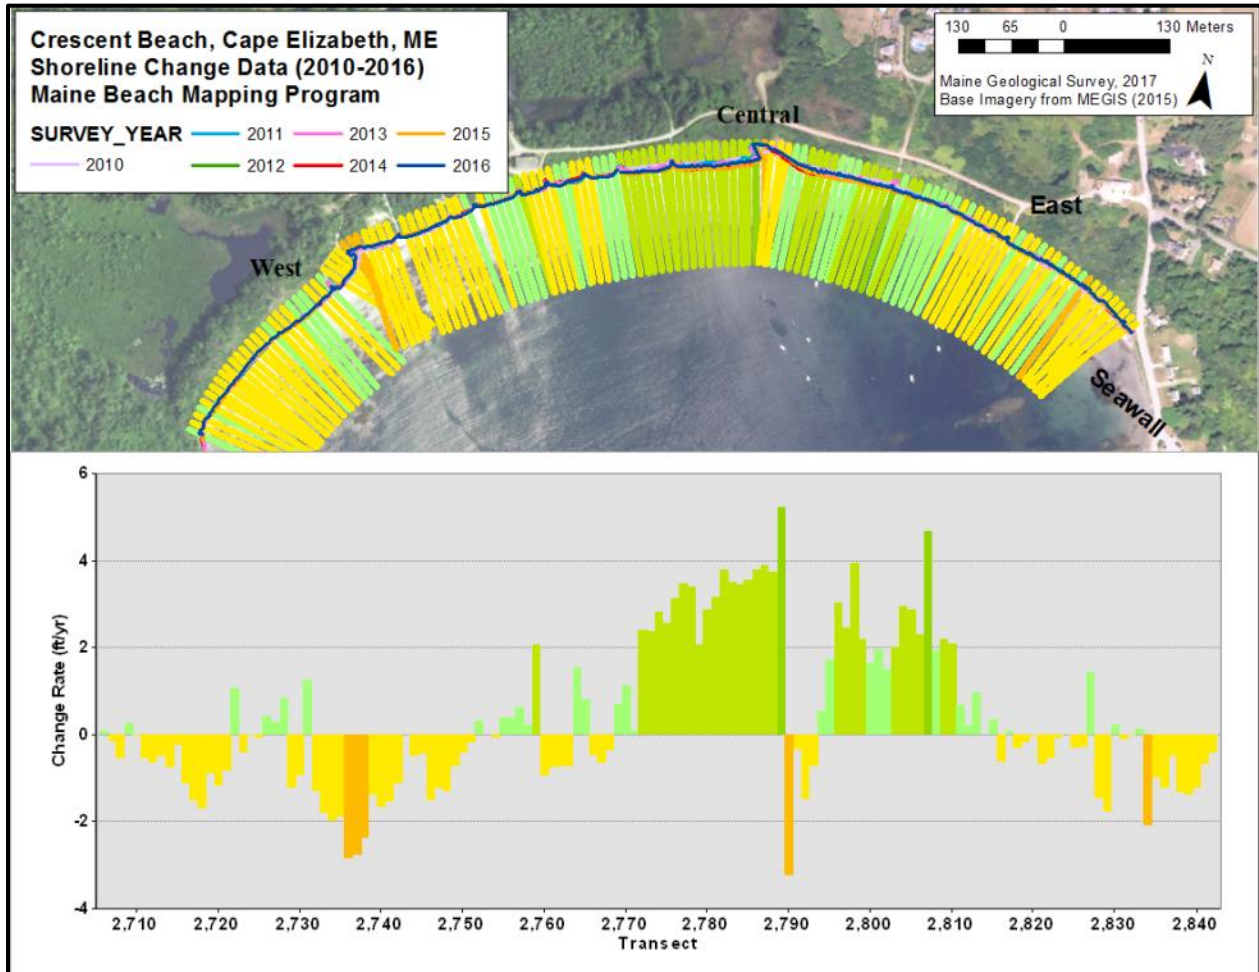 Crescent Beach, Cape Elizabeth, ME
Shoreline Change Data (2010-2016)
Maine Beach Mapping Program
SURVEY_YEAR
2011
2013
2015
2010
2012
2014
2016
130 65 0 130 Meters
Maine Geological Survey, 2017
Base Imagery from MEGIS (2015)
N
Central
East
West
Seawall
6
4
2
0
-2
-4
Change Rate (ft/yr)
2,710 2,720 2,730 2,740 2,750 2,760 2,770 2,780 2,790 2,800 2,810 2,820 2,830 2,840
Transect